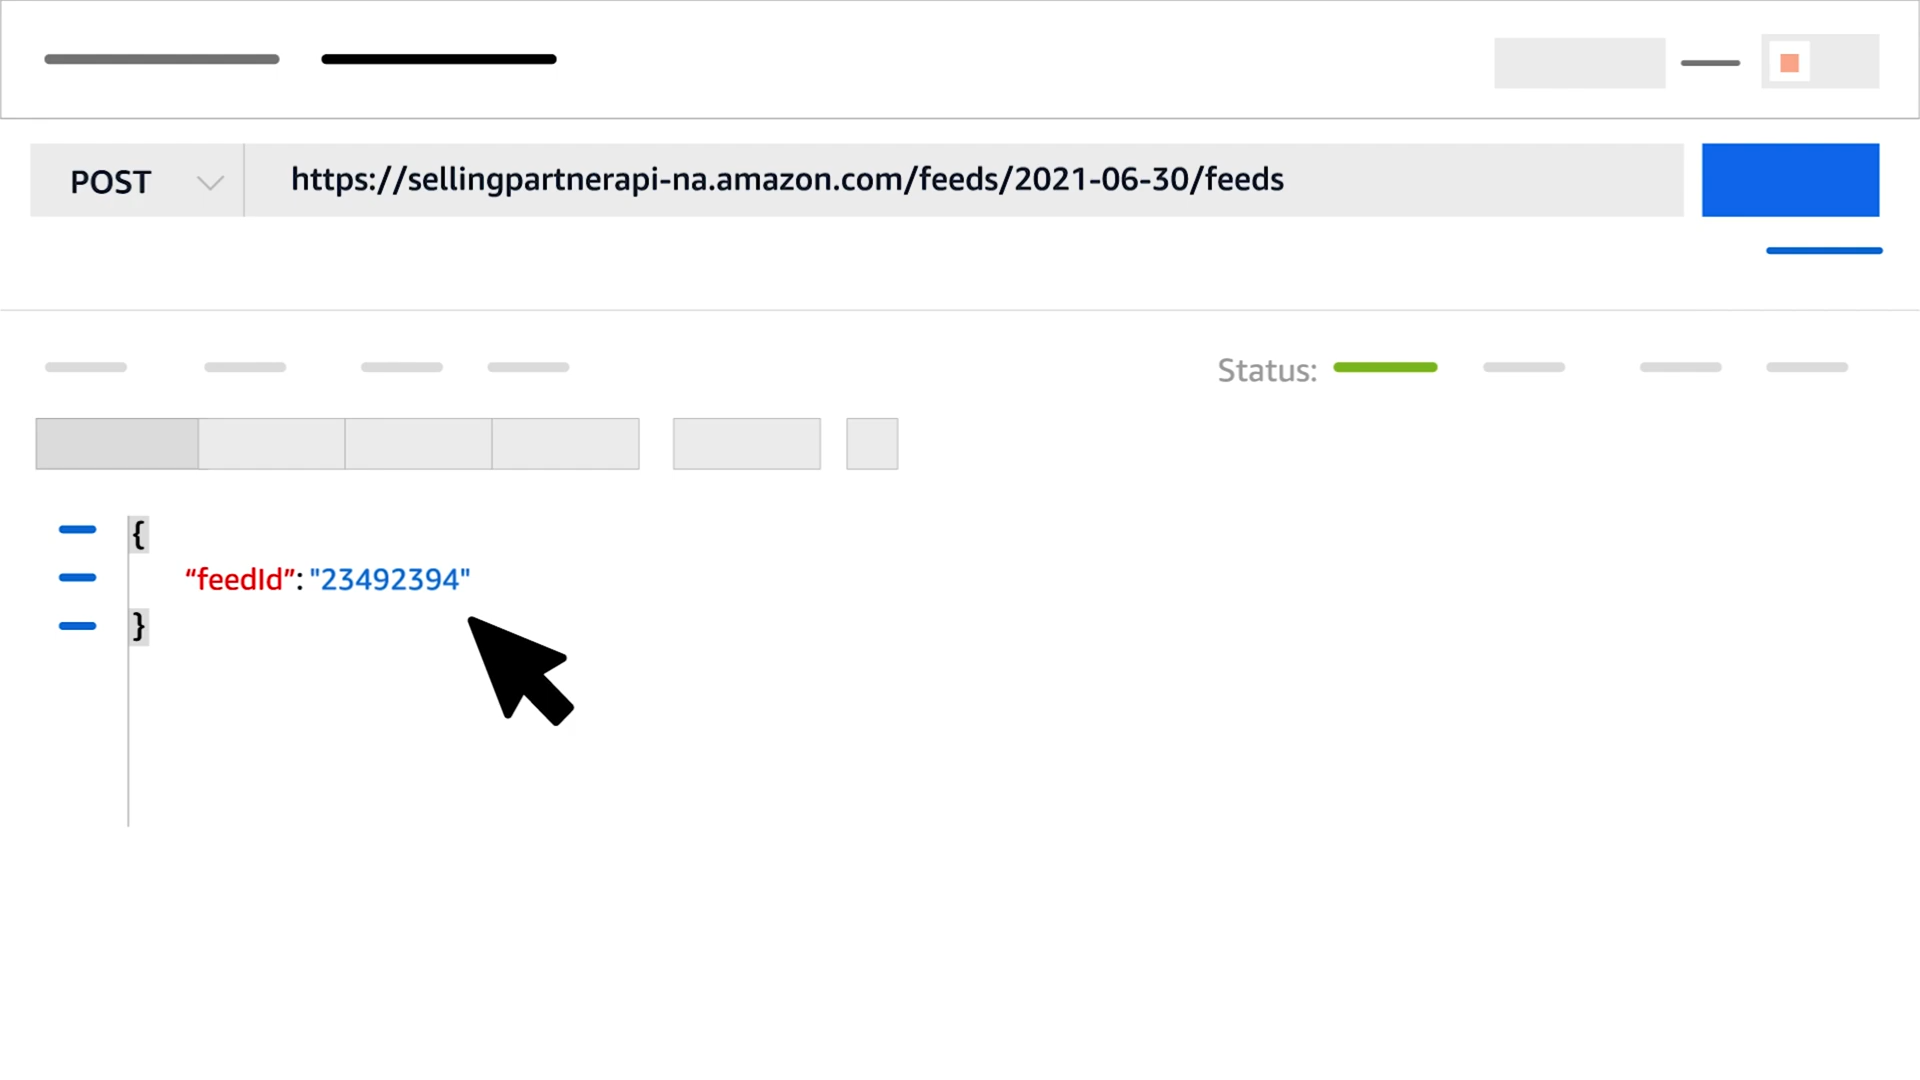 POST
https://sellingpartnerapi-na.amazon.com/feeds/2021-06-30/feeds
Status:
{
“feedId”: "23492394"
}